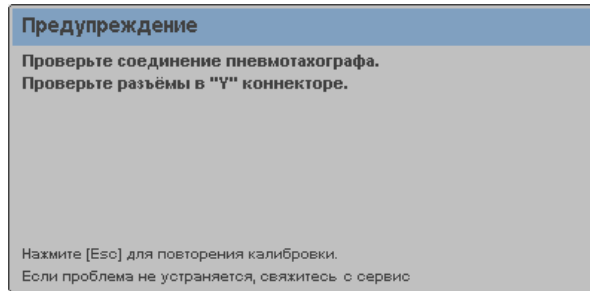 Предупреждение
Проверьте соединение пневмотахографа.
Проверьте разъёмы в "Y" коннекторе.
Нажмите [Esc] для повторения калибровки.
Если проблема не устраняется, свяжитесь с сервис